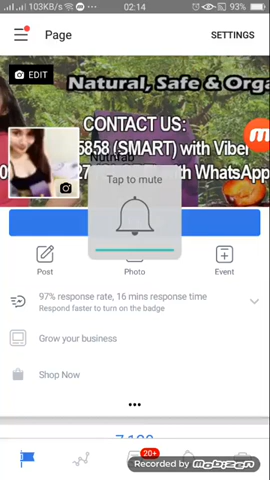 103KB/s
02:14
93%
Page
SETTINGS
EDIT
Natural, Safe & Orga
CONTACT US:
5858 (SMART) with Viber
with WhatsApp
Tap to mute
Post
Photo
Event
97% response rate, 16 mins response time
Respond faster to turn on the badge
Grow your business
Shop Now
20+
Recorded by mobizen